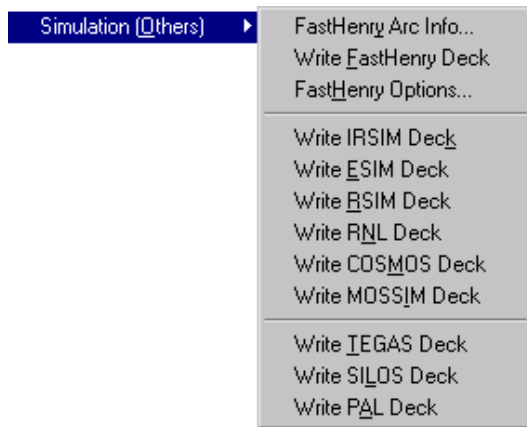 Simulation (Others)
FastHenry Arc Info...
Write FastHenry Deck
FastHenry Options...
Write IRSIM Deck
Write ESIM Deck
Write RSIM Deck
Write RNL Deck
Write COSMOS Deck
Write MOSSIM Deck
Write TEGAS Deck
Write SILOS Deck
Write PAL Deck